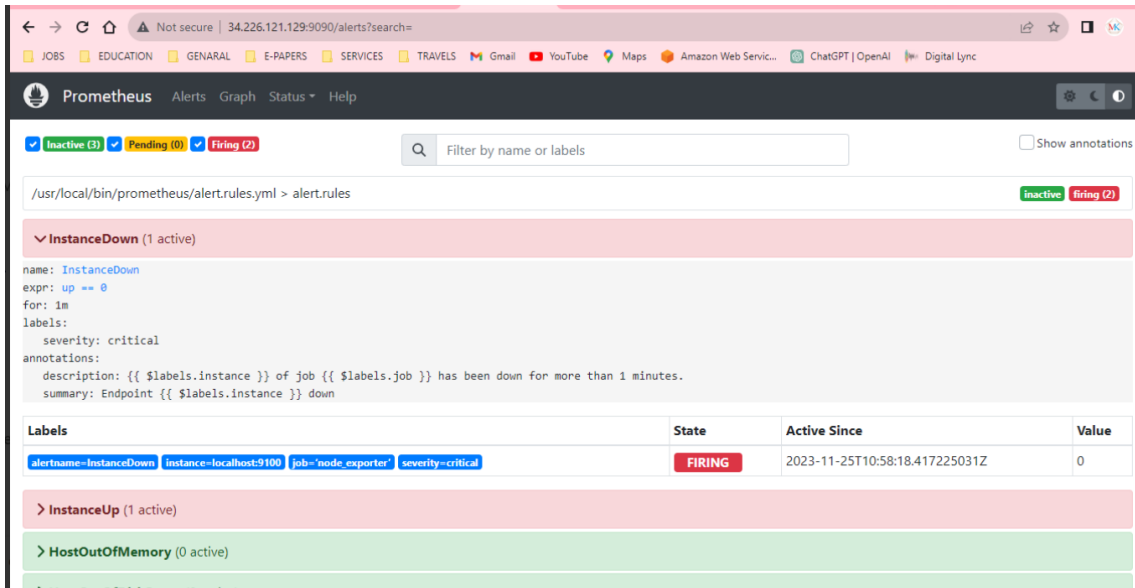 Not secure | 34.226.121.129:9090/alerts?search=
MK
JOBS EDUCATION GENARAL E-PAPERS SERVICES TRAVELS Gmail YouTube Maps Amazon Web Servic... ChatGPT | OpenAI Digital Lync
Prometheus Alerts Graph Status Help
Inactive (3) Pending (0) Firing (2) Filter by name or labels Show annotations
/usr/local/bin/prometheus/alert.rules.yml > alert.rules inactive firing (2)
InstanceDown (1 active)
name: InstanceDown
expr: up == 0
for: 1m
labels:
severity: critical
annotations:
description: {{ $labels.instance }} of job {{ $labels.job }} has been down for more than 1 minutes.
summary: Endpoint {{ $labels.instance }} down
Labels State Active Since Value
alertname=InstanceDown instance=localhost:9100 job='node_exporter' severity=critical FIRING 2023-11-25T10:58:18.417225031Z 0
InstanceUp (1 active)
HostOutOfMemory (0 active)